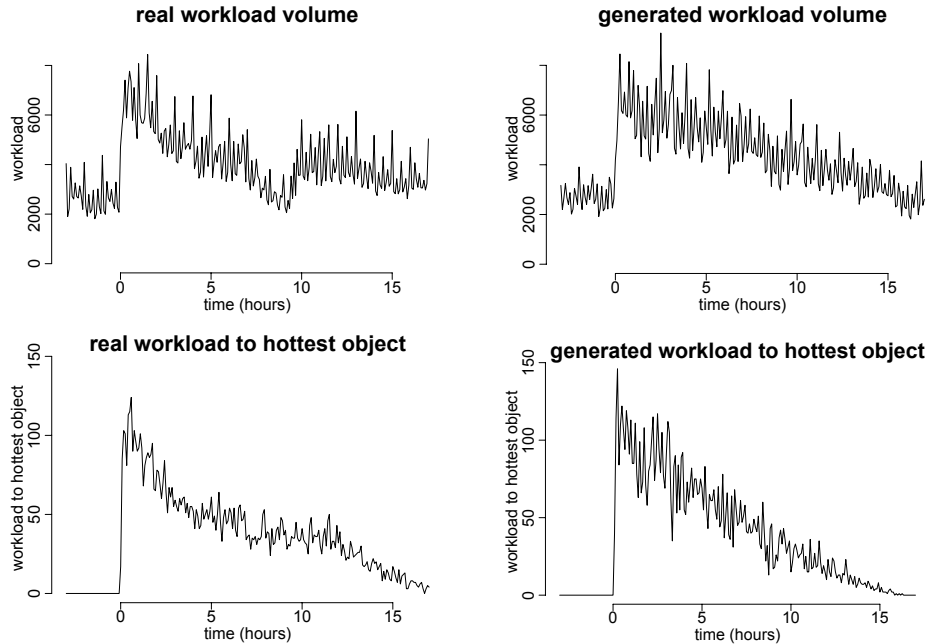 real workload volume
workload
0
2000
6000
0
5
10
15
time (hours)
generated workload volume
workload
0
2000
6000
0
5
10
15
time (hours)
real workload to hottest object
workload to hottest object
0
50
100
150
0
5
10
15
time (hours)
generated workload to hottest object
workload to hottest object
0
50
100
150
0
5
10
15
time (hours)